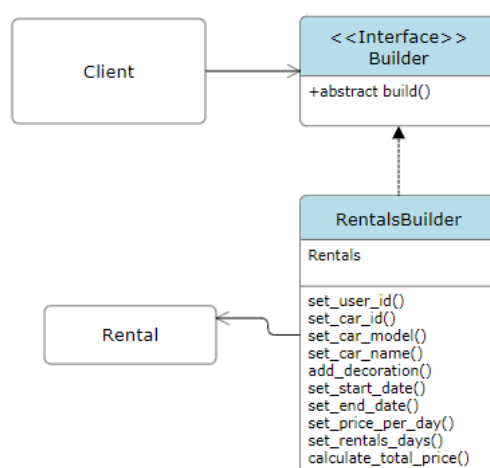 Client
<<Interface>>
Builder
+abstract build()
RentalsBuilder
Rentals
Rental
set_user_id()
set_car_id()
set_car_model()
set_car_name()
add_decoration()
set_start_date()
set_end_date()
set_price_per_day()
set_rentals_days()
calculate_total_price()